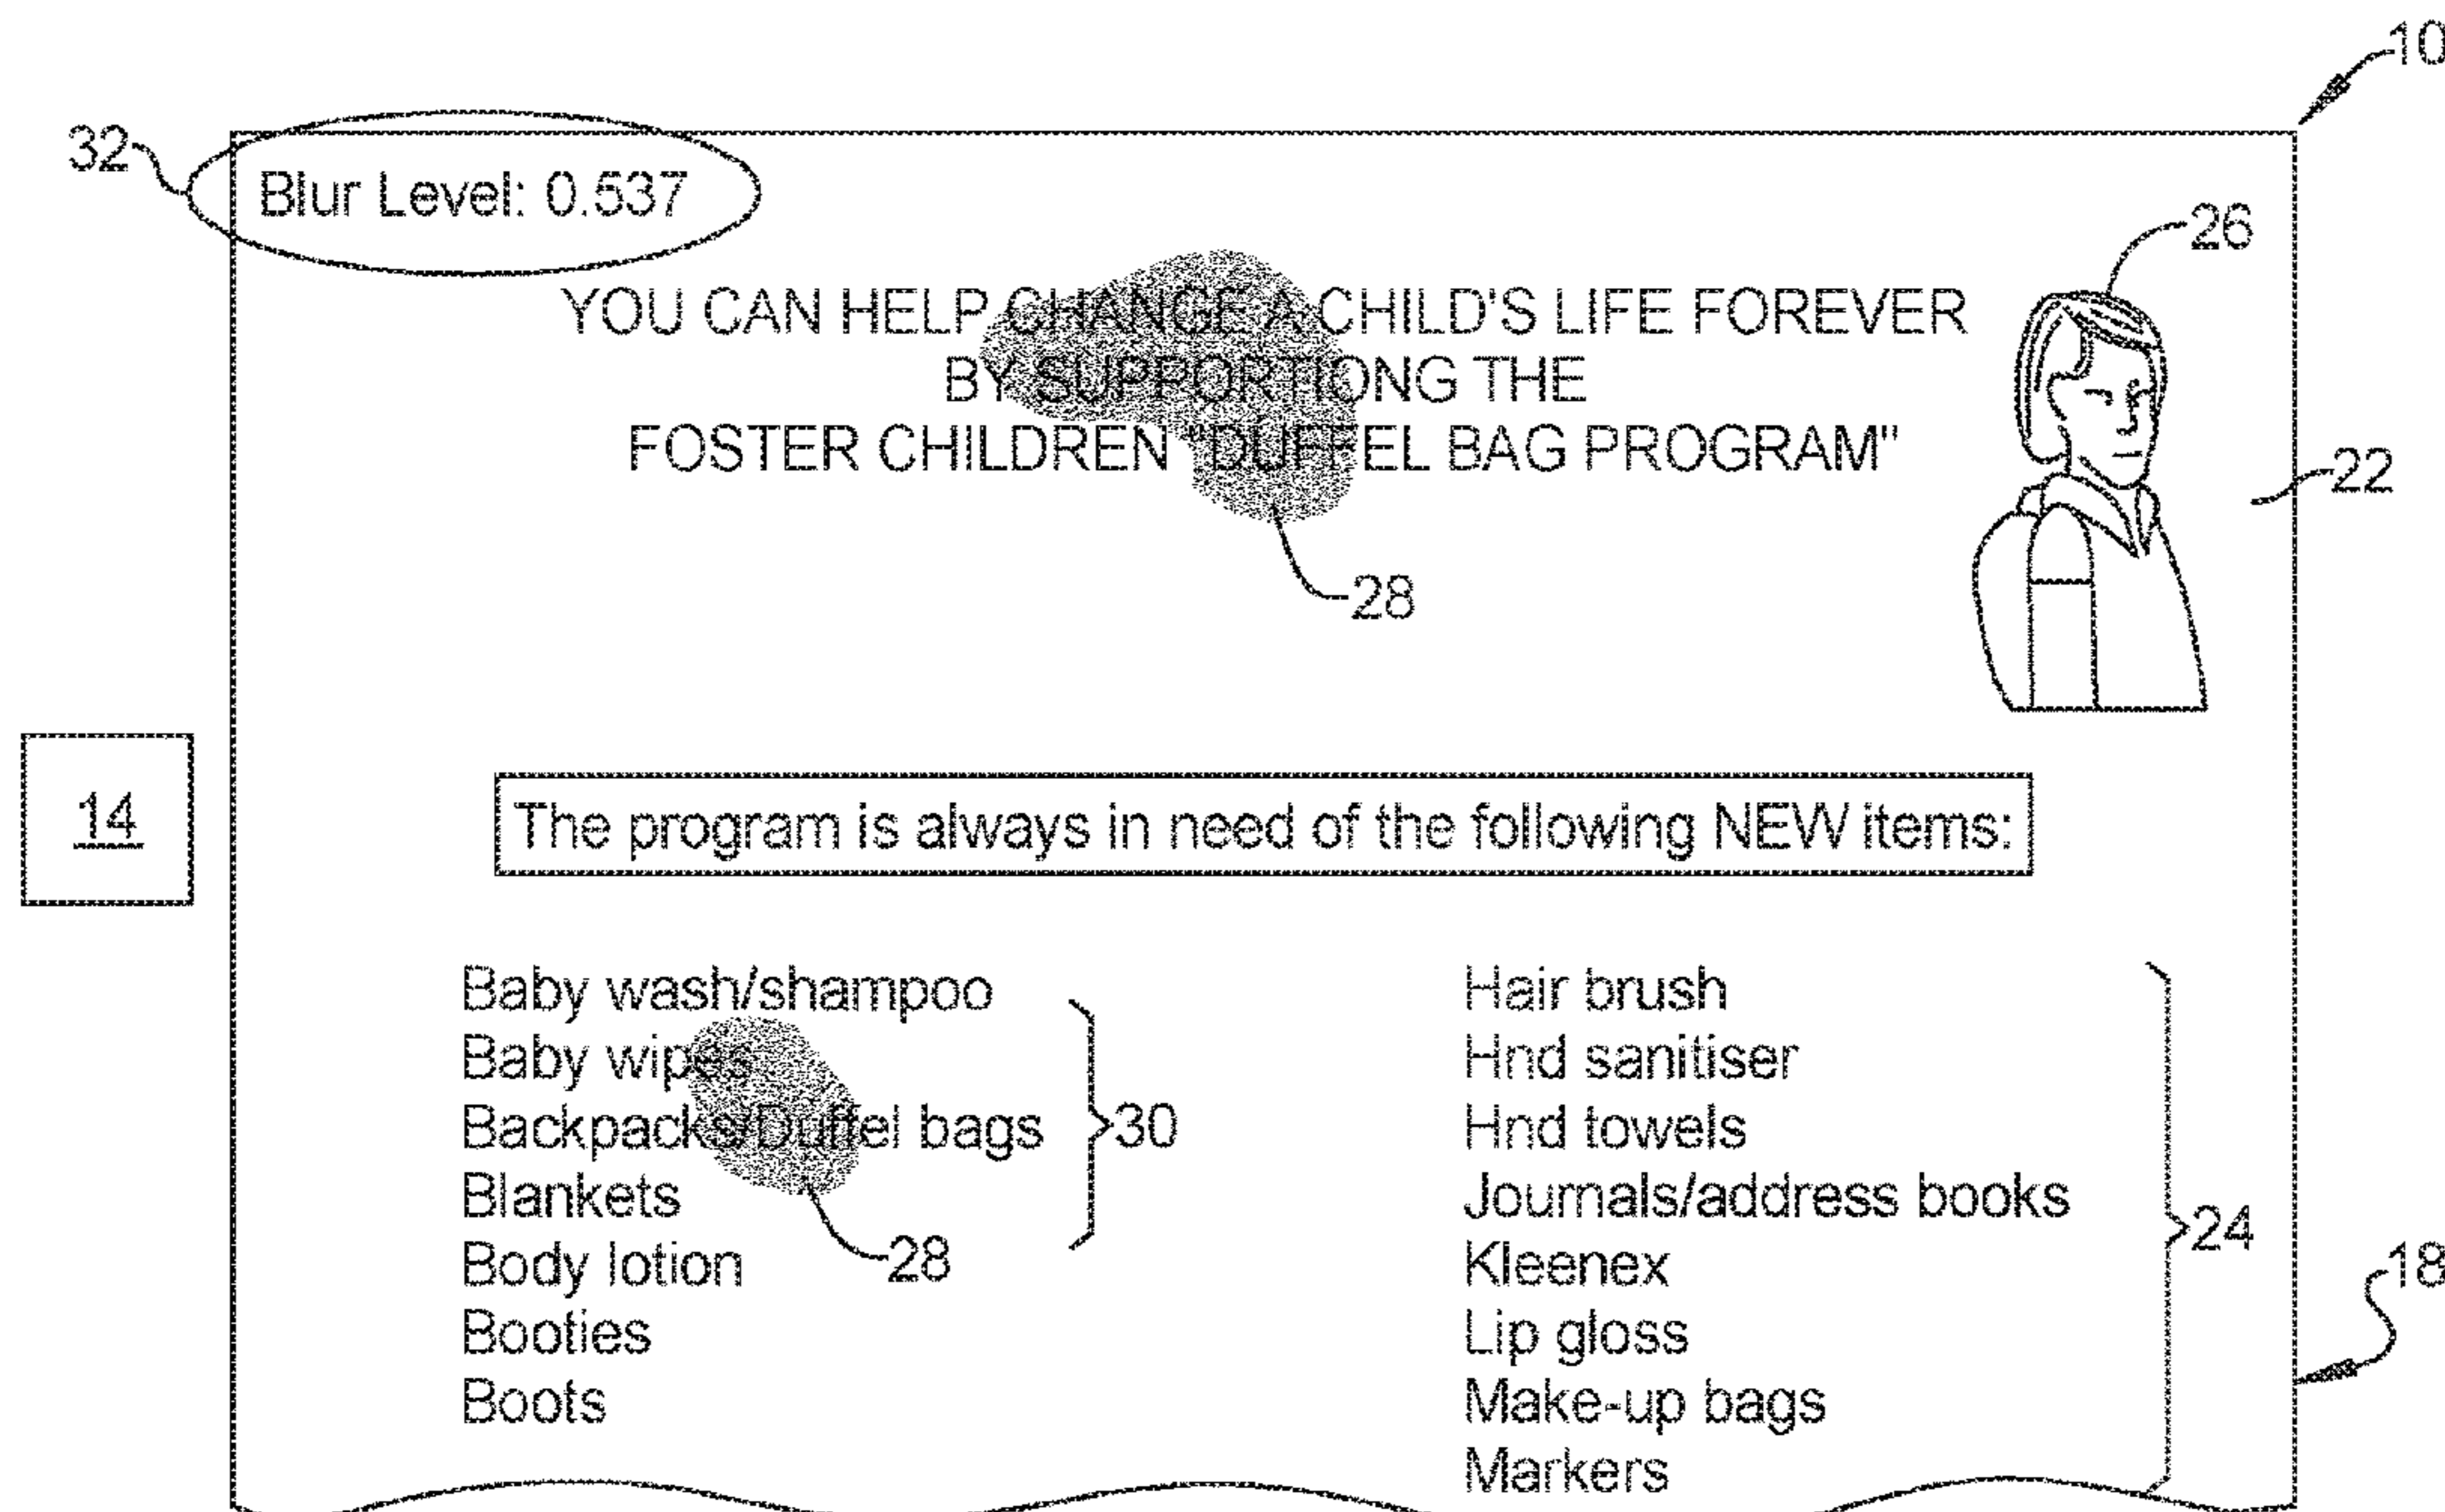 10
32
Blur Level: 0.537
26
YOU CAN HELP CHANGE A CHILD'S LIFE FOREVER
BY SUPPORTIONG THE
FOSTER CHILDREN "DUFFEL BAG PROGRAM"
22
28
14
The program is always in need of the following NEW items:
Baby wash/shampoo
Baby wipes
Backpacks/Duffel bags
Blankets
Body lotion
Booties
Boots
30
28
Hair brush
Hnd sanitiser
Hnd towels
Journals/address books
Kleenex
Lip gloss
Make-up bags
Markers
24
18